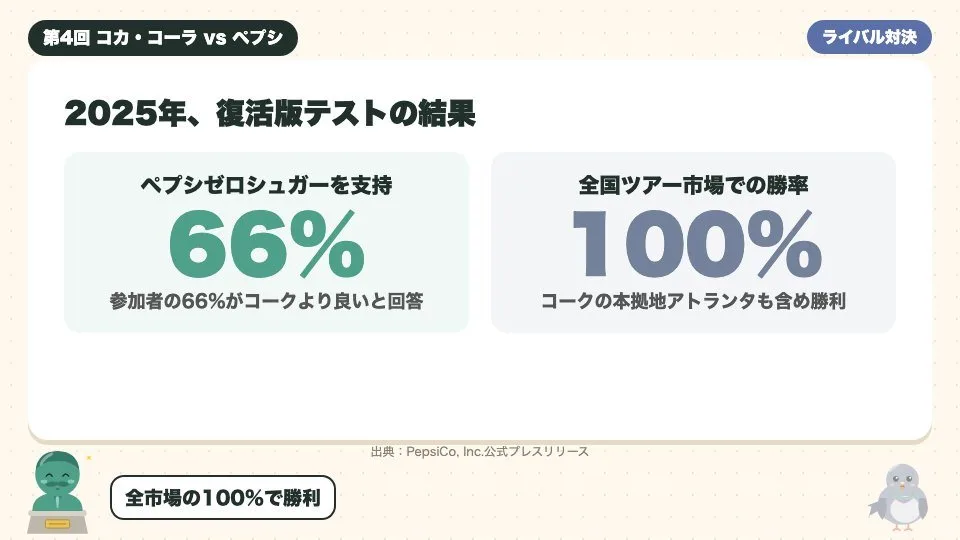 第4回 コカ・コーラ vs ペプシ
ライバル対決
2025年、復活版テストの結果
ペプシゼロシュガーを支持
66%
参加者の66%がコークより良いと回答
全国ツアー市場での勝率
100%
コークの本拠地アトランタも含め勝利
出典：PepsiCo, Inc.公式プレスリリース
全市場の100%で勝利